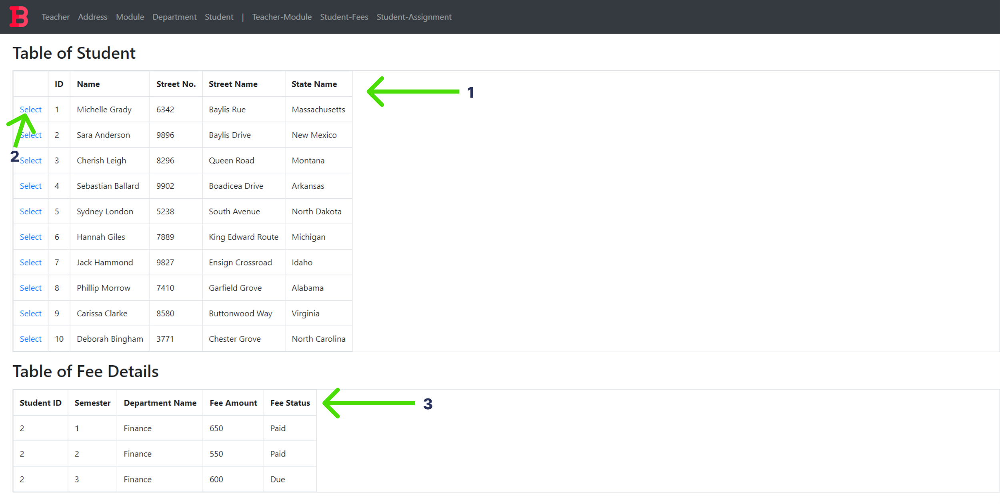 B Teacher Address Module Department Student | Teacher-Module Student-Fees Student-Assignment
Table of Student
ID Name Street No. Street Name State Name
1
Select 1 Michelle Grady 6342 Baylis Rue Massachusetts
Select 2 Sara Anderson 9896 Baylis Drive New Mexico
2
Select 3 Cherish Leigh 8296 Queen Road Montana
Select 4 Sebastian Ballard 9902 Boadicea Drive Arkansas
Select 5 Sydney London 5238 South Avenue North Dakota
Select 6 Hannah Giles 7889 King Edward Route Michigan
Select 7 Jack Hammond 9827 Ensign Crossroad Idaho
Select 8 Phillip Morrow 7410 Garfield Grove Alabama
Select 9 Carissa Clarke 8580 Buttonwood Way Virginia
Select 10 Deborah Bingham 3771 Chester Grove North Carolina
Table of Fee Details
Student ID Semester Department Name Fee Amount Fee Status
3
2 1 Finance 650 Paid
2 2 Finance 550 Paid
2 3 Finance 600 Due